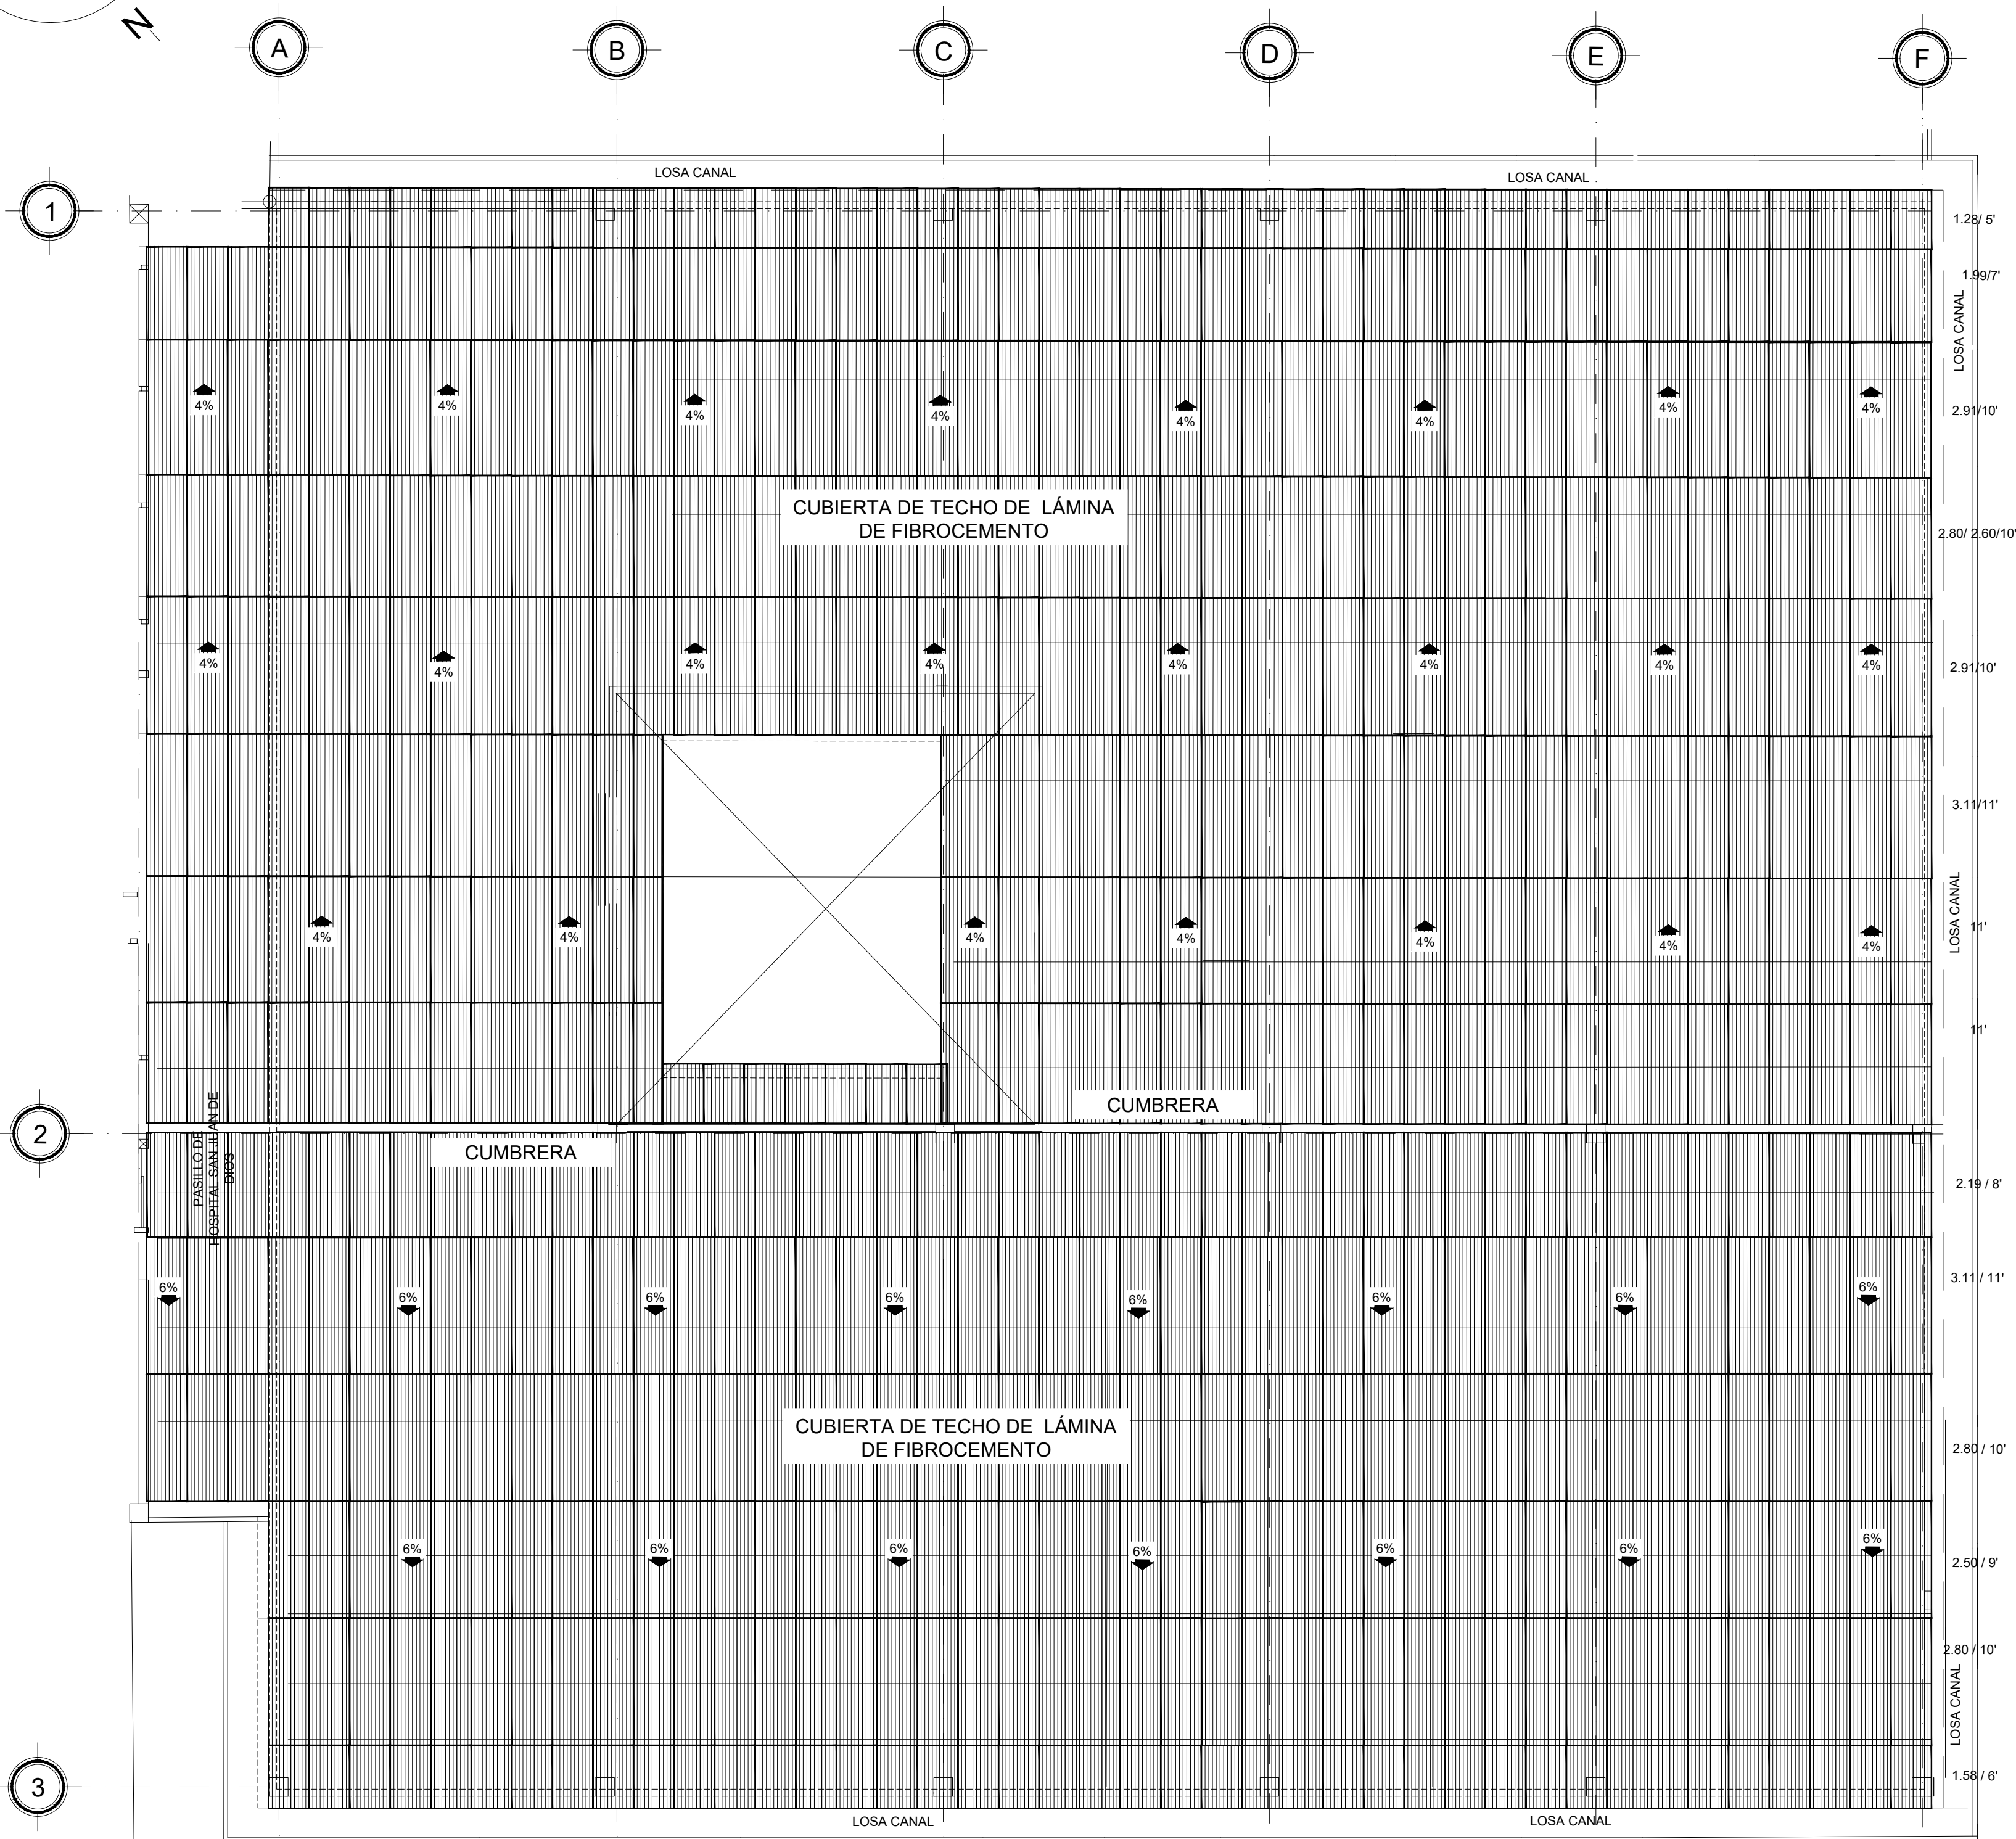 N
A
B
C
D
E
F
LOSA CANAL
LOSA CANAL
1
1.28/ 5'
1.99/7'
LOSA CANAL
4%
4%
4%
4%
4%
4%
4%
4%
2.91/10'
CUBIERTA DE TECHO DE LÁMINA
DE FIBROCEMENTO
2.80/ 2.60/10'
4%
4%
4%
4%
4%
4%
4%
4%
2.91/10'
3.11/11'
LOSA CANAL
4%
4%
4%
4%
4%
4%
4%
11'
11'
CUMBRERA
2
CUMBRERA
PASILLO DE
HOSPITAL SAN JUAN DE
DIOS
2.19 / 8'
3.11 / 11'
6%
6%
6%
6%
6%
6%
6%
6%
CUBIERTA DE TECHO DE LÁMINA
DE FIBROCEMENTO
2.80 / 10'
6%
6%
6%
6%
6%
6%
6%
2.50 / 9'
2.80 / 10'
LOSA CANAL
3
1.58 / 6'
LOSA CANAL
LOSA CANAL